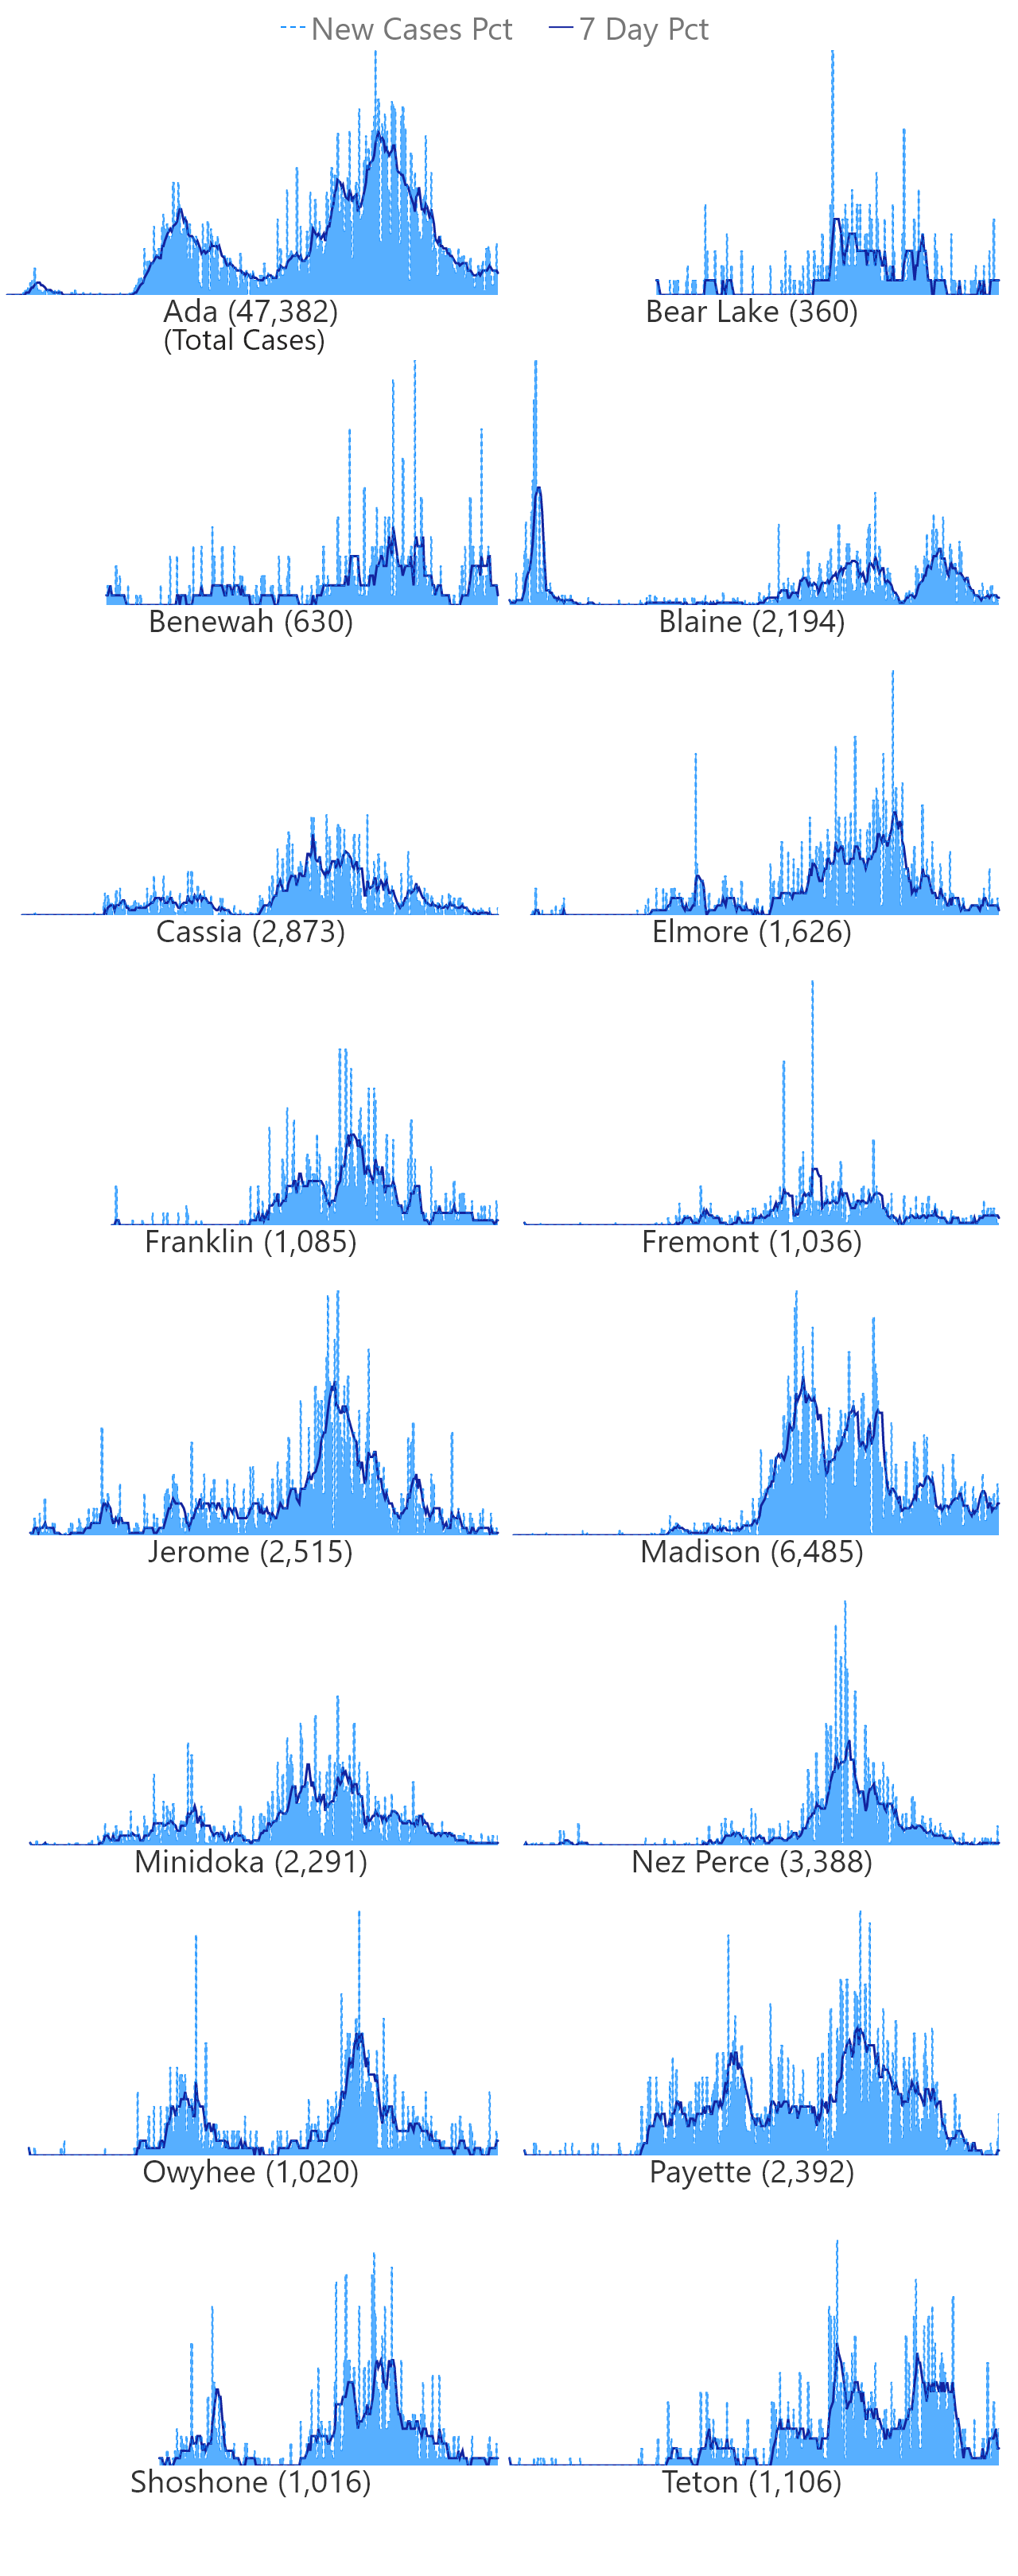 New Cases Pct 7 Day Pct
Ada (47,382)
(Total Cases)
Bear Lake (360)
Benewah (630)
Blaine (2,194)
Cassia (2,873)
Elmore (1,626)
Franklin (1,085)
Fremont (1,036)
Jerome (2,515)
Madison (6,485)
Minidoka (2,291)
Nez Perce (3,388)
Owyhee (1,020)
Payette (2,392)
Shoshone (1,016)
Teton (1,106)